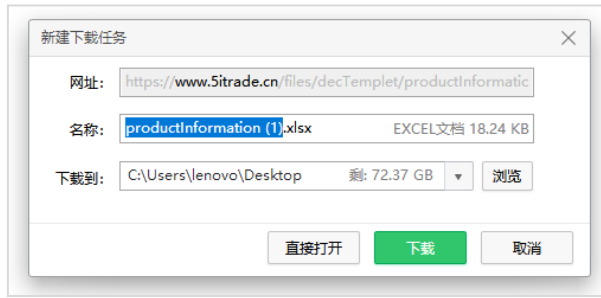 新建下载任务
网址: https://www.5itrade.cn/files/decTemplet/productInformatic
名称: productInformation (1).xlsx EXCEL文档 18.24 KB
下载到: C:\Users\lenovo\Desktop 剩: 72.37 GB 浏览
直接打开 下载 取消